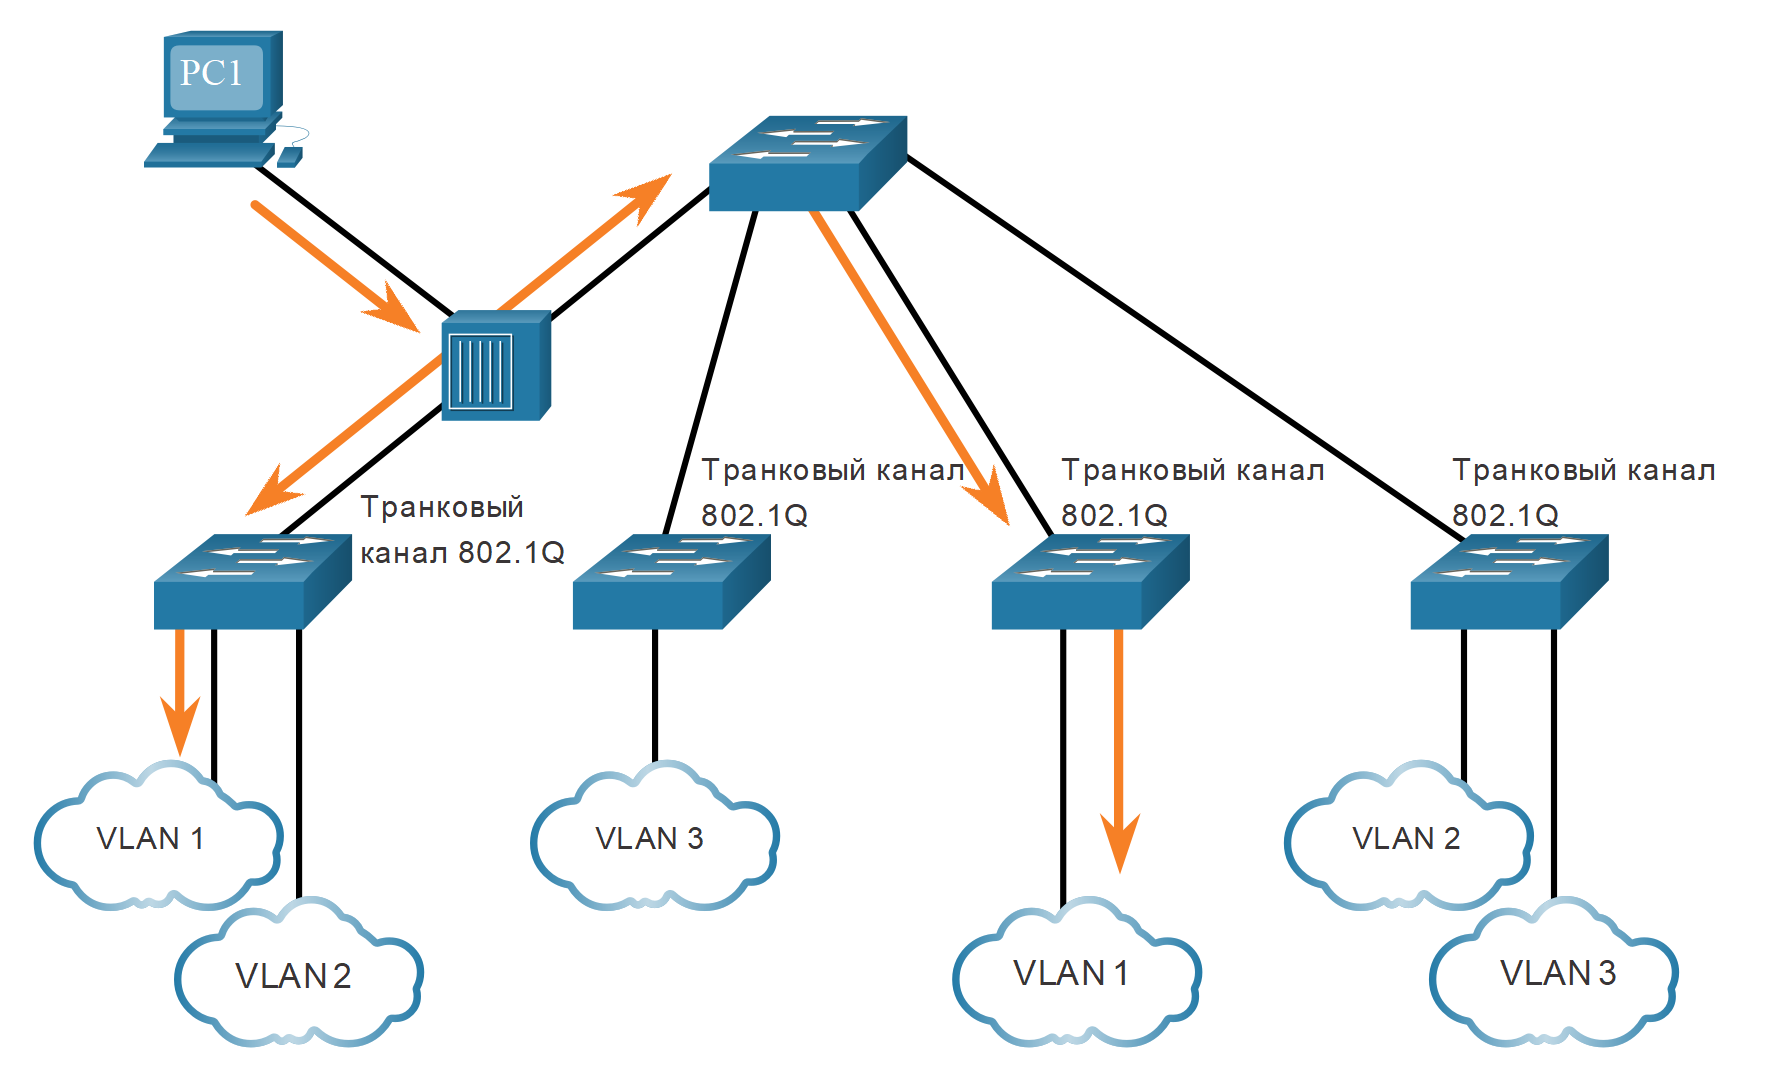 PC1
Транковый канал
802.1Q
Транковый канал
802.1Q
Транковый канал
802.1Q
Транковый
канал 802.1Q
VLAN 1
VLAN 3
VLAN 2
VLAN 2
VLAN 1
VLAN 3